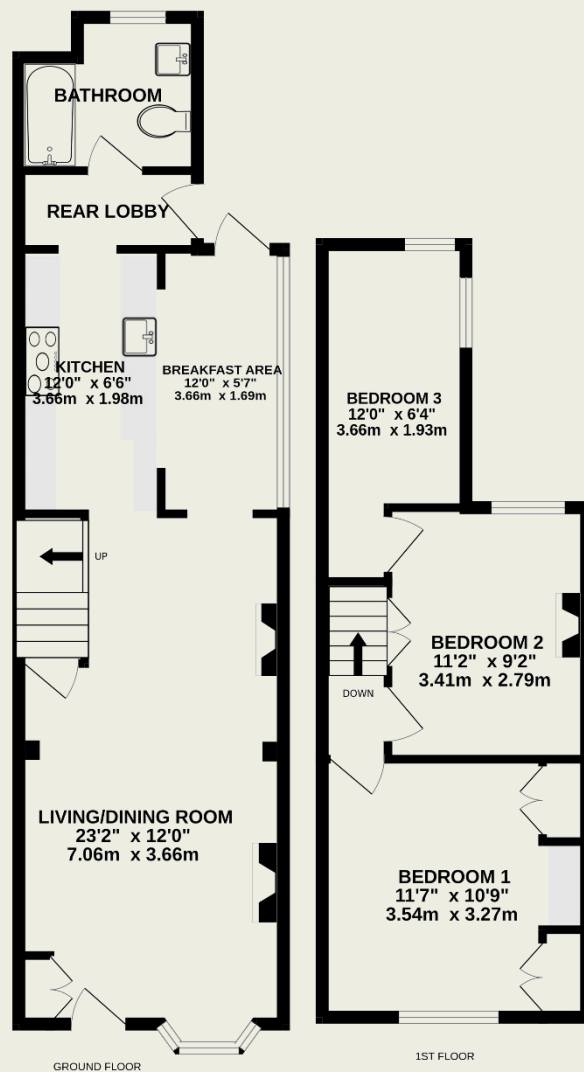 BATHROOM
REAR LOBBY
KITCHEN
12'0" x 6'6"
3.66m x 1.98m
BREAKFAST AREA
12'0" x 5'7"
3.66m x 1.69m
UP
LIVING/DINING ROOM
23'2" x 12'0"
7.06m x 3.66m
GROUND FLOOR
BEDROOM 3
12'0" x 6'4"
3.66m x 1.93m
BEDROOM 2
11'2" x 9'2"
3.41m x 2.79m
DOWN
BEDROOM 1
11'7" x 10'9"
3.54m x 3.27m
1ST FLOOR